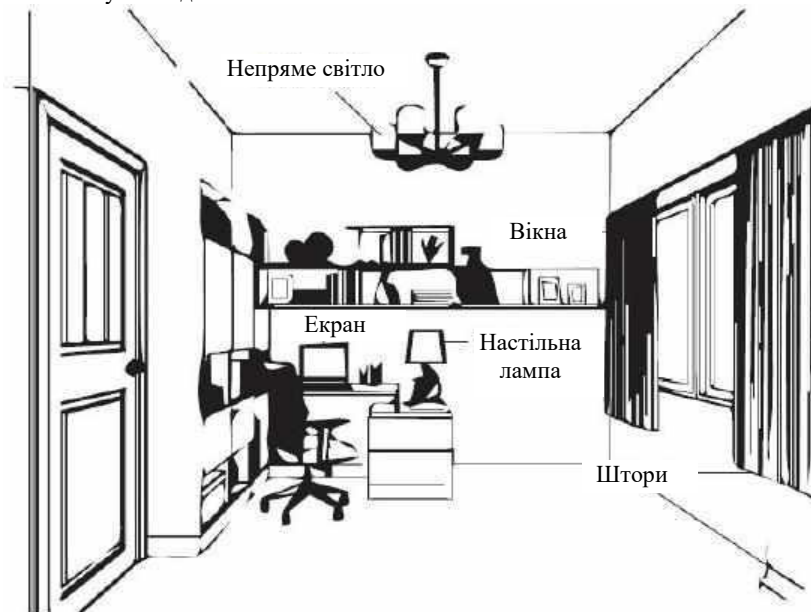 Непряме світло
Вікна
Екран
Настільна
лампа
Штори